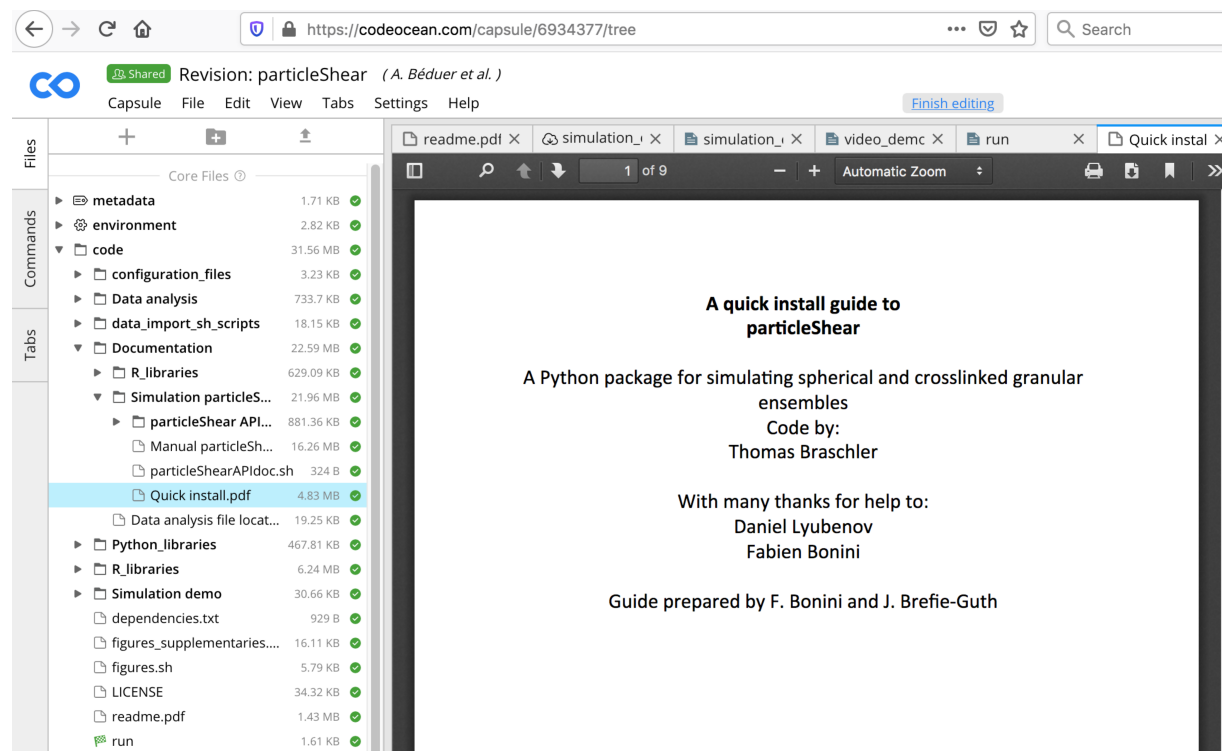 https://codeocean.com/capsule/6934377/tree
Search
Shared Revision: particleShear ( A. Béduer et al. )
Capsule File Edit View Tabs Settings Help
Finish editing
Files
Commands
Tabs
readme.pdf
simulation_
simulation_
video_demo
run
Quick instal
1 of 9
Automatic Zoom
Core Files
metadata 1.71 KB
environment 2.82 KB
code 31.56 MB
configuration_files 3.23 KB
Data analysis 733.7 KB
data_import_sh_scripts 18.15 KB
Documentation 22.59 MB
R_libraries 629.09 KB
Simulation particleS... 21.96 MB
particleShear API... 881.36 KB
Manual particleSh... 16.26 MB
particleShearAPIdoc.sh 324 B
Quick install.pdf 4.83 MB
Data analysis file locat... 19.25 KB
Python_libraries 467.81 KB
R_libraries 6.24 MB
Simulation demo 30.66 KB
dependencies.txt 929 B
figures_supplementaries.... 16.11 KB
figures.sh 5.79 KB
LICENSE 34.32 KB
readme.pdf 1.43 MB
run 1.61 KB
A quick install guide to
particleShear
A Python package for simulating spherical and crosslinked granular
ensembles
Code by:
Thomas Braschler
With many thanks for help to:
Daniel Lyubenov
Fabien Bonini
Guide prepared by F. Bonini and J. Brefie-Guth